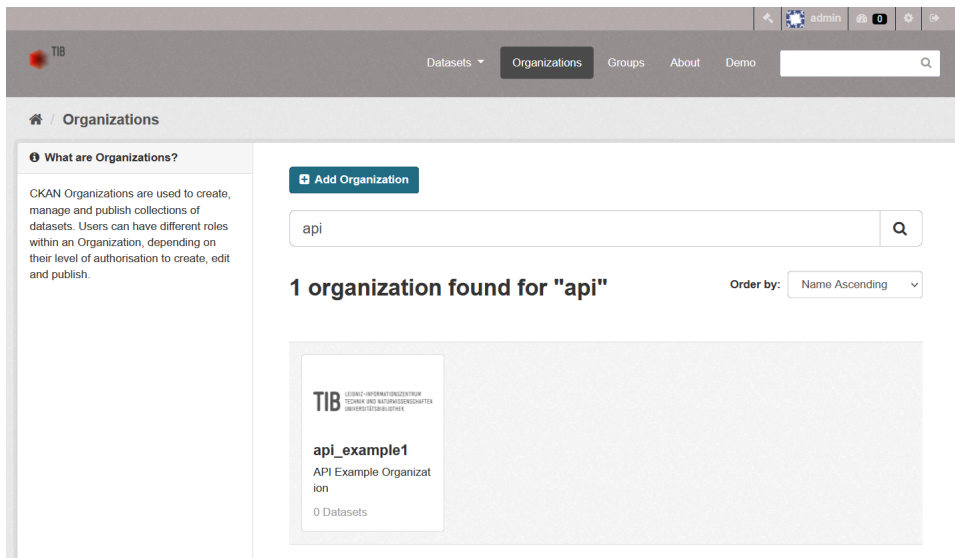 admin 0
TIB
Datasets Organizations Groups About Demo
/ Organizations
What are Organizations?
CKAN Organizations are used to create,
manage and publish collections of
datasets. Users can have different roles
within an Organization, depending on
their level of authorisation to create, edit
and publish.
Add Organization
api
1 organization found for "api"
Order by: Name Ascending
TIB
LEIBNIZ-INFORMATIONSZENTRUM
TECHNIK UND NATURWISSENSCHAFTEN
UNIVERSITÄTSBIBLIOTHEK
api_example1
API Example Organizat
ion
0 Datasets